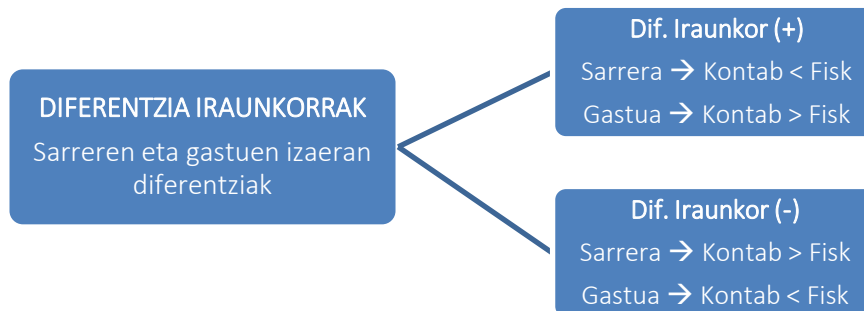 DIFERENTZIA IRAUNKORRAK
Sarreren eta gastuen izaeran
diferentziak
Dif. Iraunkor (+)
Sarrera → Kontab < Fisk
Gastua → Kontab > Fisk
Dif. Iraunkor (-)
Sarrera → Kontab > Fisk
Gastua → Kontab < Fisk